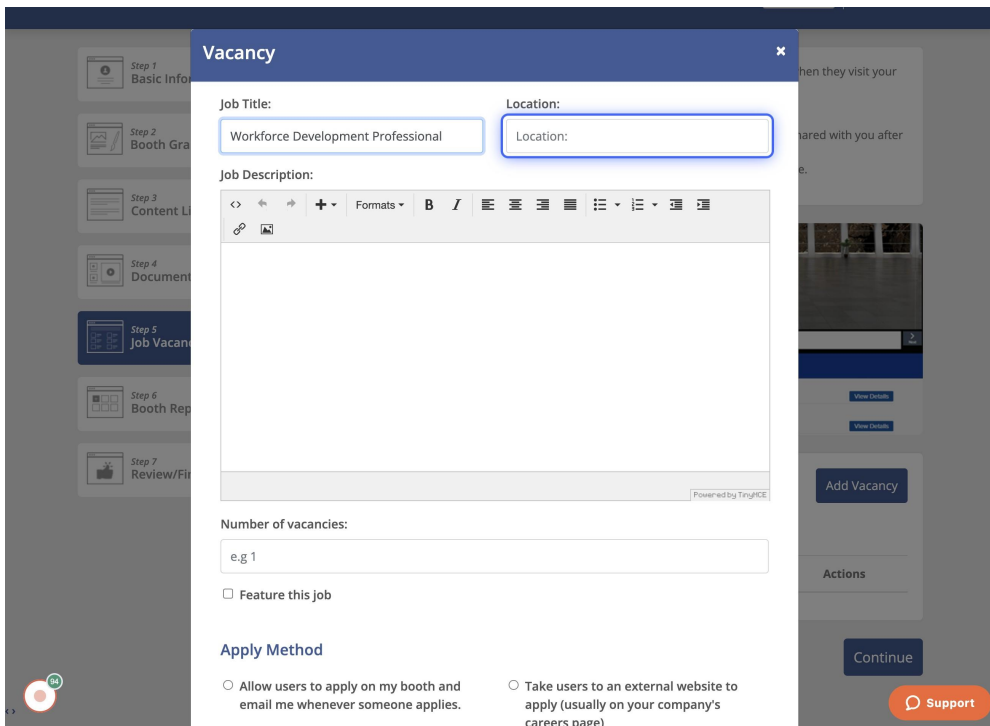 Vacancy
×
Step 1
Basic Infor
hen they visit your
Job Title:
Location:
Workforce Development Professional
Location:
Step 2
Booth Gra
hared with you after
e.
Job Description:
Step 3
Content Li
Formats
B I
Step 4
Document
Step 5
Job Vacan
Next
Step 6
Booth Rep
View Details
View Details
Step 7
Review/Fin
Powered by TinyMCE
Add Vacancy
Number of vacancies:
e.g 1
Actions
Feature this job
Apply Method
Continue
Allow users to apply on my booth and
email me whenever someone applies.
Take users to an external website to
apply (usually on your company's
careers page)
94
Support